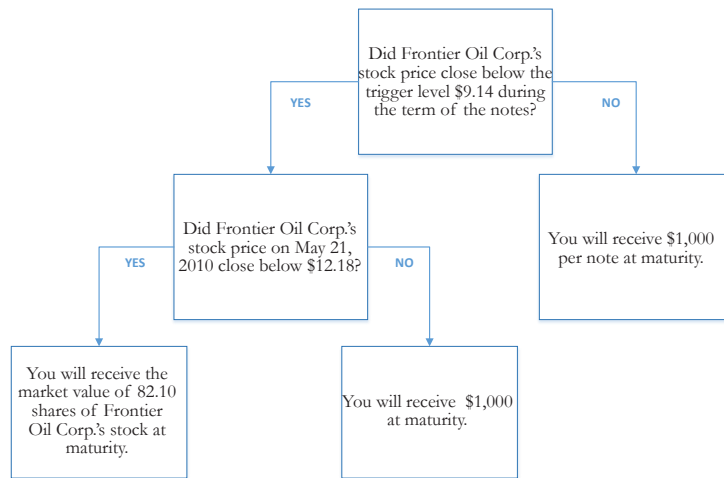 Did Frontier Oil Corp.'s
stock price close below the
trigger level $9.14 during
the term of the notes?
YES
NO
Did Frontier Oil Corp.'s
stock price on May 21,
2010 close below $12.18?
You will receive $1,000
per note at maturity.
YES
NO
You will receive the
market value of 82.10
shares of Frontier
Oil Corp.'s stock at
maturity.
You will receive $1,000
at maturity.